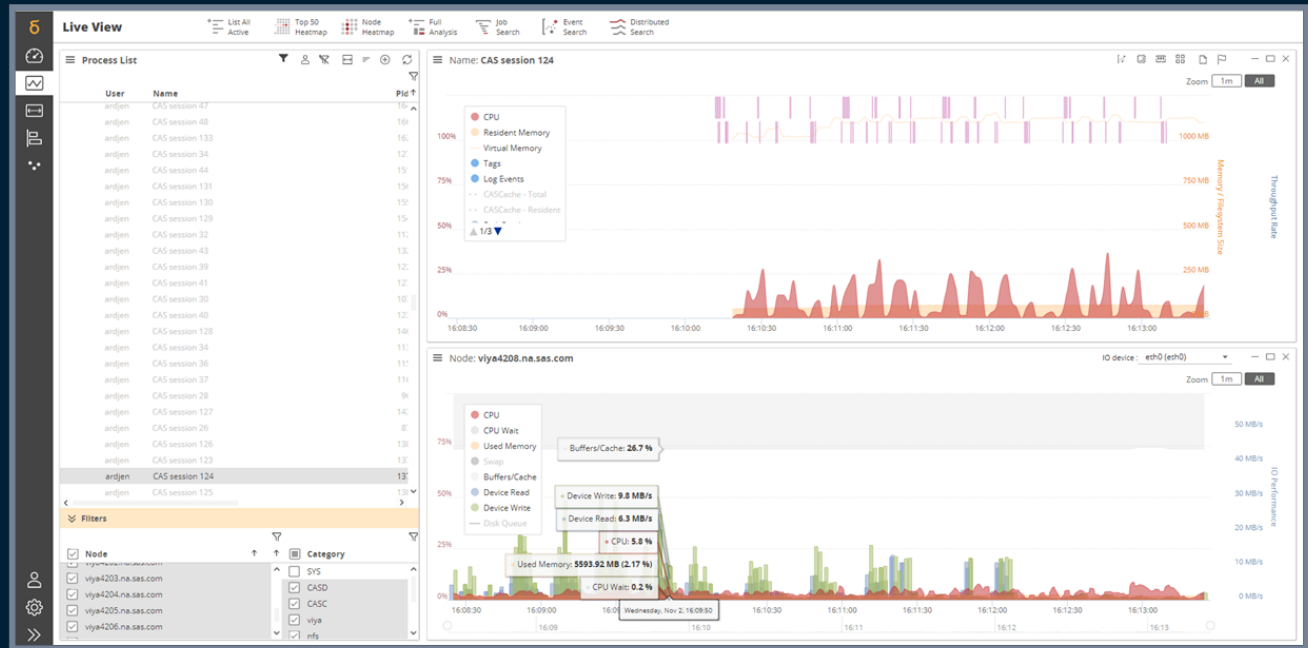 δ
Live View
List All Active
Top 50 Heatmap
Node Heatmap
Full Analysis
Job Search
Event Search
Distributed Search
Process List
User Name Pid
ardjen CAS session 47
ardjen CAS session 48
ardjen CAS session 133
ardjen CAS session 34
ardjen CAS session 44
ardjen CAS session 131
ardjen CAS session 130
ardjen CAS session 129
ardjen CAS session 32
ardjen CAS session 43
ardjen CAS session 39
ardjen CAS session 41
ardjen CAS session 30
ardjen CAS session 40
ardjen CAS session 128
ardjen CAS session 34
ardjen CAS session 36
ardjen CAS session 37
ardjen CAS session 28
ardjen CAS session 127
ardjen CAS session 26
ardjen CAS session 126
ardjen CAS session 123
ardjen CAS session 124
ardjen CAS session 125
Filters
Node
viya4203.na.sas.com
viya4204.na.sas.com
viya4205.na.sas.com
viya4206.na.sas.com
Category
SYS
CASD
CASC
viya
nfs
Name: CAS session 124
Zoom 1m All
CPU
Resident Memory
Virtual Memory
Tags
Log Events
CASCache - Total
CASCache - Resident
1/3
100%
75%
50%
25%
0%
1000 MB
750 MB
500 MB
250 MB
Memory / Filesystem Size
Throughput Rate
16:08:30 16:09:00 16:09:30 16:10:00 16:10:30 16:11:00 16:11:30 16:12:00 16:12:30 16:13:00
Node: viya4208.na.sas.com
IO device : eth0 (eth0)
Zoom 1m All
CPU
CPU Wait
Used Memory
Swap
Buffers/Cache
Device Read
Device Write
Disk Queue
75%
50%
25%
0%
Buffers/Cache: 26.7 %
Device Write: 9.8 MB/s
Device Read: 6.3 MB/s
CPU: 5.8 %
Used Memory: 5593.92 MB (2.17 %)
CPU Wait: 0.2 %
Wednesday, Nov 2, 16:09:50
50 MB/s
40 MB/s
30 MB/s
20 MB/s
10 MB/s
0 MB/s
IO Performance
16:08:30 16:09:00 16:10:30 16:11:00 16:11:30 16:12:00 16:12:30 16:13:00
16:09 16:10 16:11 16:12 16:13